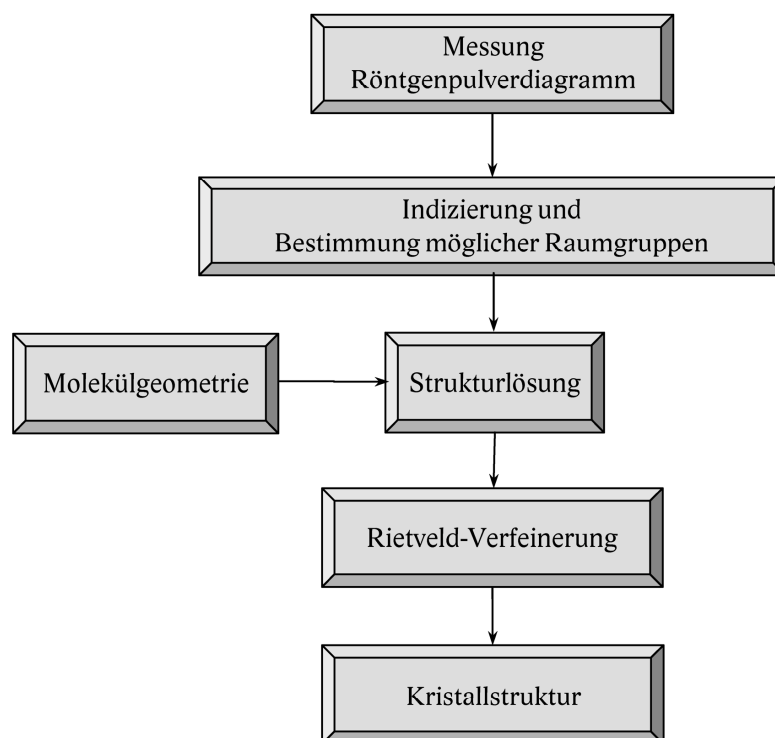 Messung
Röntgenpulverdiagramm
Indizierung und
Bestimmung möglicher Raumgruppen
Molekülgeometrie
Strukturlösung
Rietveld-Verfeinerung
Kristallstruktur